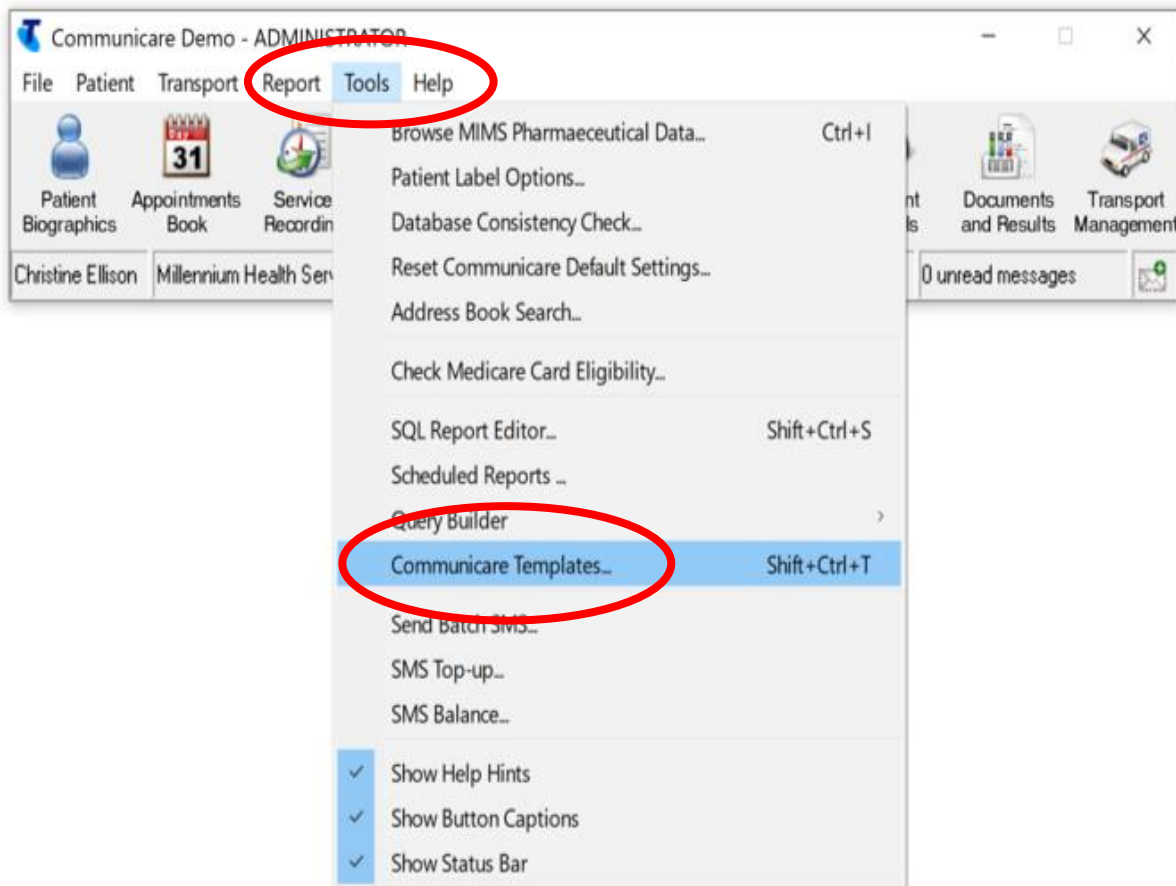 Communicare Demo - ADMINISTRATOR
File Patient Transport Report Tools Help
Browse MIMS Pharmaeceutical Data... Ctrl+I
Patient Label Options...
Database Consistency Check...
Reset Communicare Default Settings...
Address Book Search...
Check Medicare Card Eligibility...
SQL Report Editor... Shift+Ctrl+S
Scheduled Reports ...
Query Builder
Communicare Templates... Shift+Ctrl+T
Send Batch SMS...
SMS Top-up...
SMS Balance...
Show Help Hints
Show Button Captions
Show Status Bar
31
Patient
Biographics
Appointments
Book
Service
Recordin
nt
ls
Documents
and Results
Transport
Management
Christine Ellison Millennium Health Serv 0 unread messages